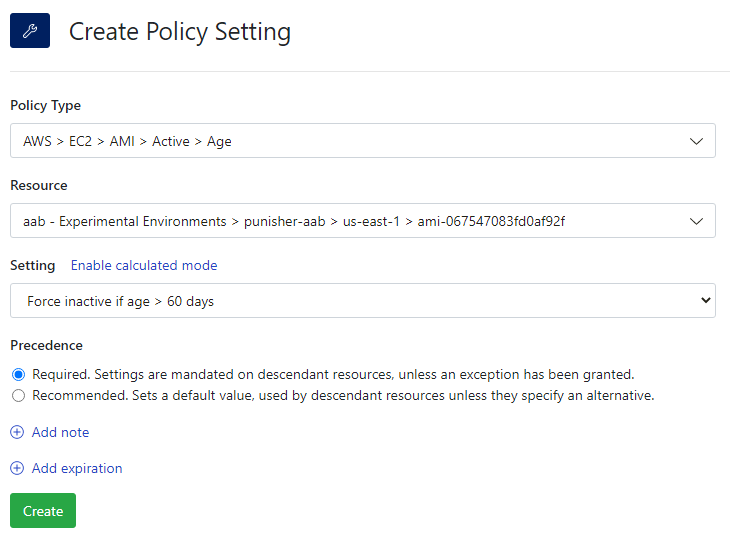 Create Policy Setting
Policy Type
AWS > EC2 > AMI > Active > Age
Resource
aab - Experimental Environments > punisher-aab > us-east-1 > ami-067547083fd0af92f
Setting Enable calculated mode
Force inactive if age > 60 days
Precedence
Required. Settings are mandated on descendant resources, unless an exception has been granted.
Recommended. Sets a default value, used by descendant resources unless they specify an alternative.
Add note
Add expiration
Create